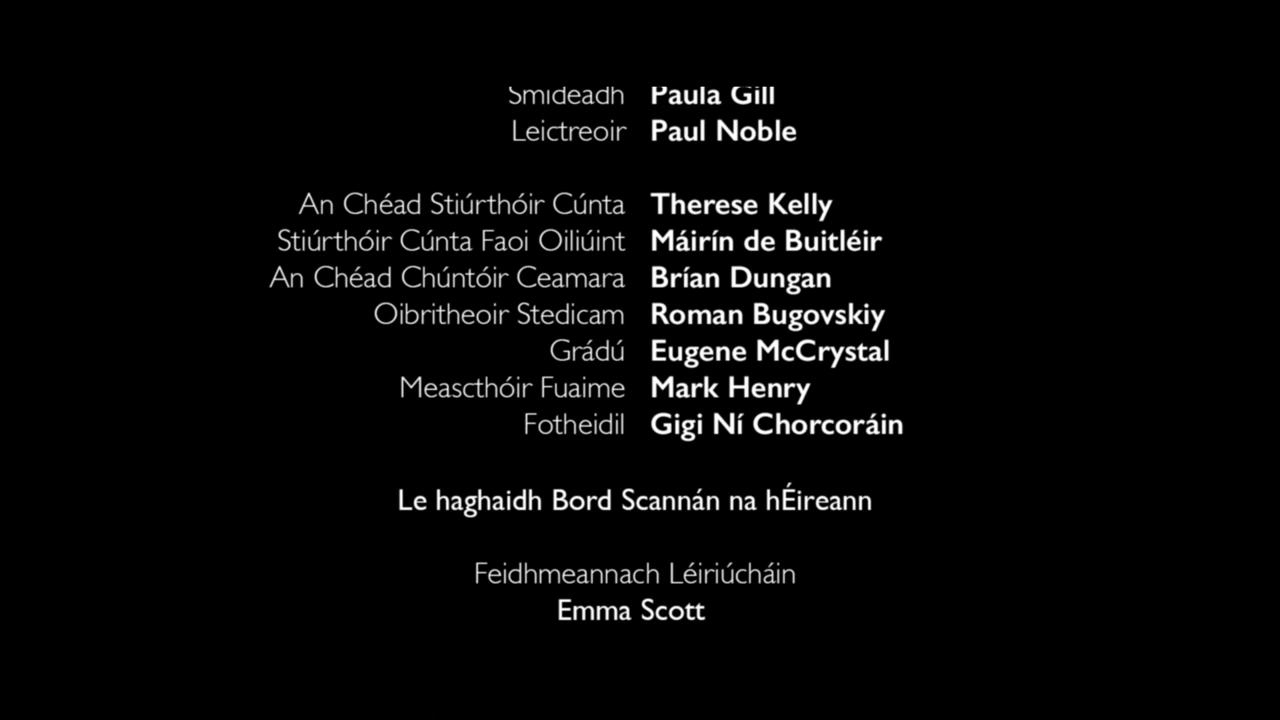 Smideadh Paula Gill
Leictreoir Paul Noble
An Chéad Stiúrthóir Cúnta Therese Kelly
Stiúrthóir Cúnta Faoi Oiliúint Máirín de Buitléir
An Chéad Chúntóir Ceamara Brían Dungan
Oibritheoir Stedicam Roman Bugovskiy
Grádú Eugene McCrystal
Meascthóir Fuaime Mark Henry
Fotheidil Gigi Ní Chorcoráin
Le haghaidh Bord Scannán na hÉireann
Feidhmeannach Léiriúcháin
Emma Scott